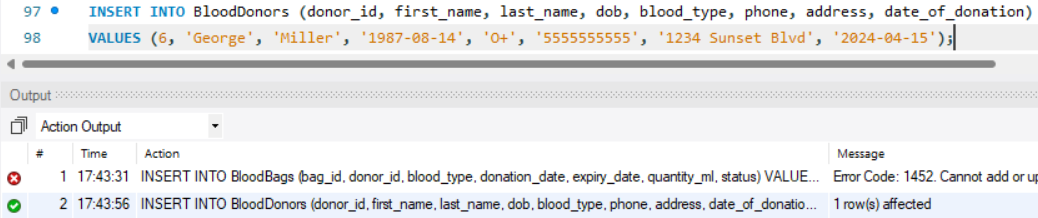 97 INSERT INTO BloodDonors (donor_id, first_name, last_name, dob, blood_type, phone, address, date_of_donation)
98 VALUES (6, 'George', 'Miller', '1987-08-14', 'O+', '5555555555', '1234 Sunset Blvd', '2024-04-15');
Output
Action Output
# Time Action Message
1 17:43:31 INSERT INTO BloodBags (bag_id, donor_id, blood_type, donation_date, expiry_date, quantity_ml, status) VALUE... Error Code: 1452. Cannot add or up
2 17:43:56 INSERT INTO BloodDonors (donor_id, first_name, last_name, dob, blood_type, phone, address, date_of_donatio... 1 row(s) affected